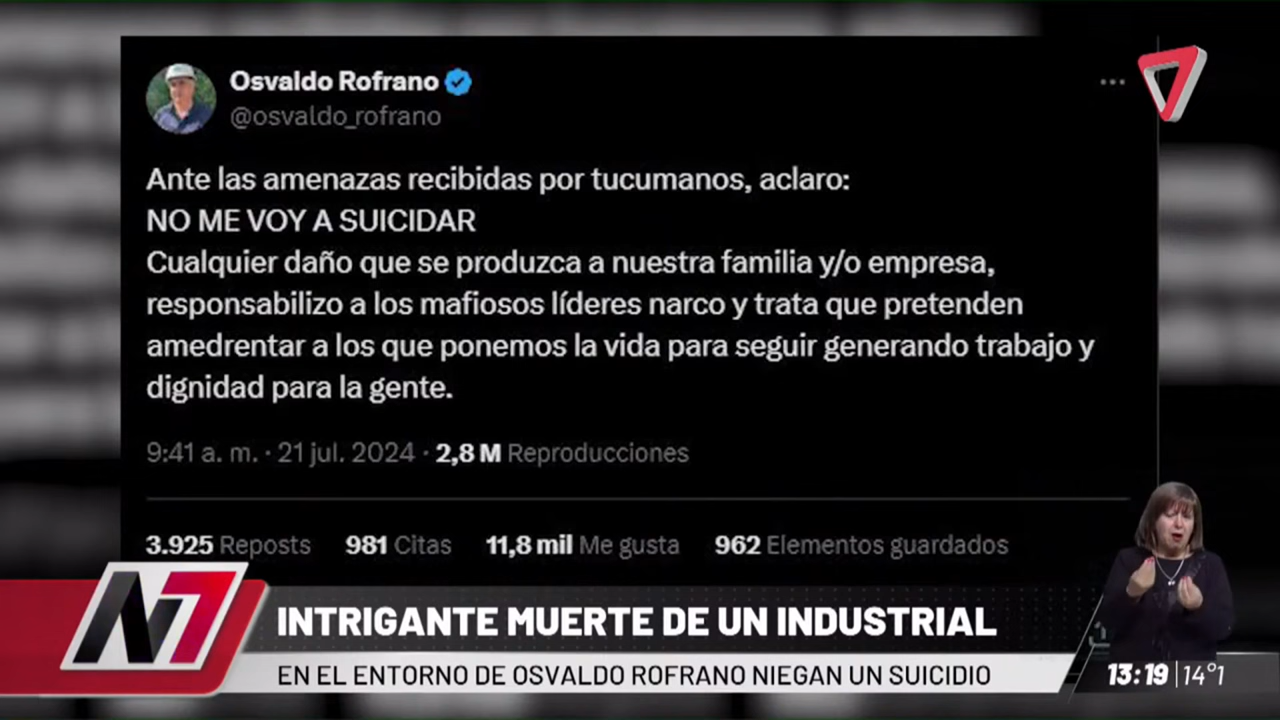 Osvaldo Rofrano
@osvaldo_rofrano
Ante las amenazas recibidas por tucumanos, aclaro:
NO ME VOY A SUICIDAR
Cualquier daño que se produzca a nuestra familia y/o empresa,
responsabilizo a los mafiosos líderes narco y trata que pretenden
amedrentar a los que ponemos la vida para seguir generando trabajo y
dignidad para la gente.
9:41 a. m. · 21 jul. 2024 · 2,8 M Reproducciones
3.925 Reposts 981 Citas 11,8 mil Me gusta 962 Elementos guardados
N7
INTRIGANTE MUERTE DE UN INDUSTRIAL
EN EL ENTORNO DE OSVALDO ROFRANO NIEGAN UN SUICIDIO
13:19 14°1